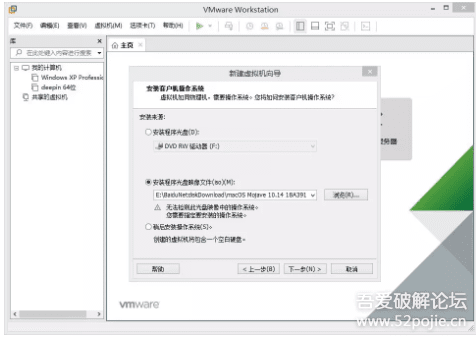 VMware Workstation
文件(F) 编辑(E) 查看(V) 虚拟机(M) 选项卡(T) 帮助(H)
库
在此处键入内容进行搜索
我的计算机
Windows XP Professio
deepin 64位
共享的虚拟机
主页
新建虚拟机向导
安装客户机操作系统
虚拟机如同物理机，需要操作系统。您将如何安装客户机操作系统?
安装来源:
安装程序光盘(D):
DVD RW 驱动器 (F:)
安装程序光盘映像文件(iso)(M):
E:\BaiduNetdiskDownload\macOS Mojave 10.14 18A391
浏览(R)...
无法检测此光盘映像中的操作系统。
您需要指定要安装的操作系统。
稍后安装操作系统(S)。
创建的虚拟机将包含一个空白硬盘。
帮助
< 上一步(B)
下一步(N) >
取消
服务器
vmware
吾爱破解论坛
www.52pojie.cn